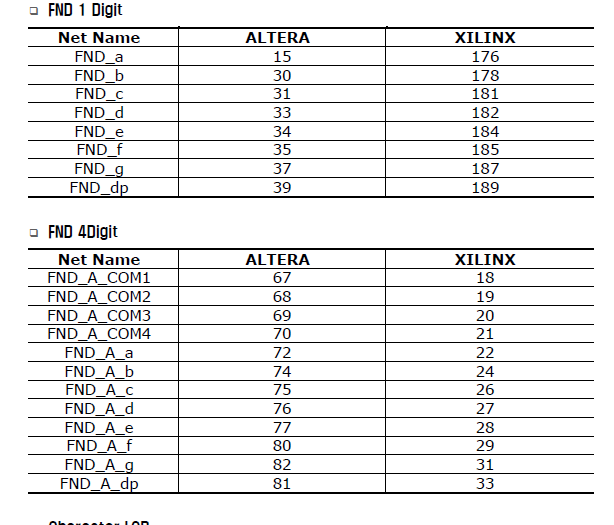 ❑ FND 1 Digit
Net Name ALTERA XILINX
FND_a 15 176
FND_b 30 178
FND_c 31 181
FND_d 33 182
FND_e 34 184
FND_f 35 185
FND_g 37 187
FND_dp 39 189
❑ FND 4Digit
Net Name ALTERA XILINX
FND_A_COM1 67 18
FND_A_COM2 68 19
FND_A_COM3 69 20
FND_A_COM4 70 21
FND_A_a 72 22
FND_A_b 74 24
FND_A_c 75 26
FND_A_d 76 27
FND_A_e 77 28
FND_A_f 80 29
FND_A_g 82 31
FND_A_dp 81 33